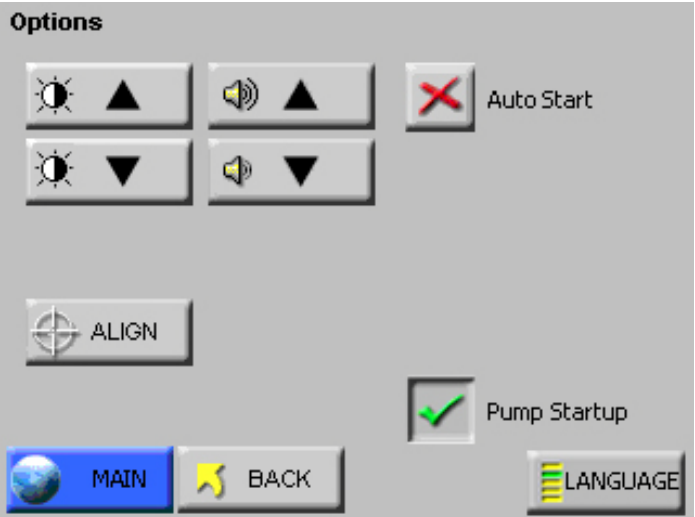 Options
Auto Start
ALIGN
Pump Startup
MAIN
BACK
LANGUAGE